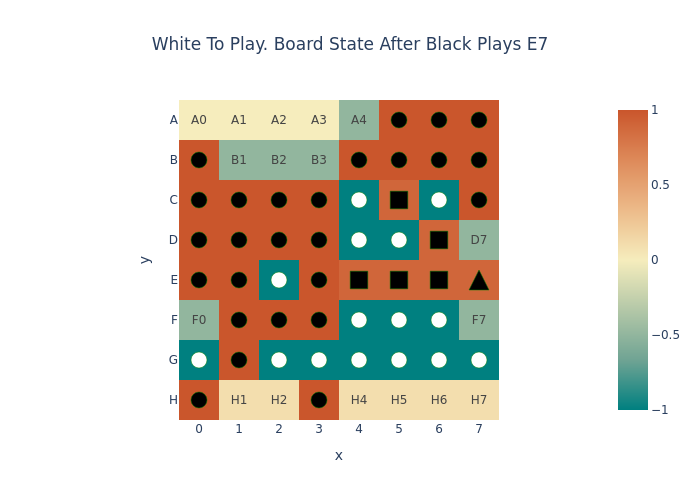 White To Play. Board State After Black Plays E7
A A0 A1 A2 A3 A4
B B1 B2 B3
C
D D7
E
F F0 F7
G
H H1 H2 H4 H5 H6 H7
0 1 2 3 4 5 6 7
x
y
1
0.5
0
−0.5
−1